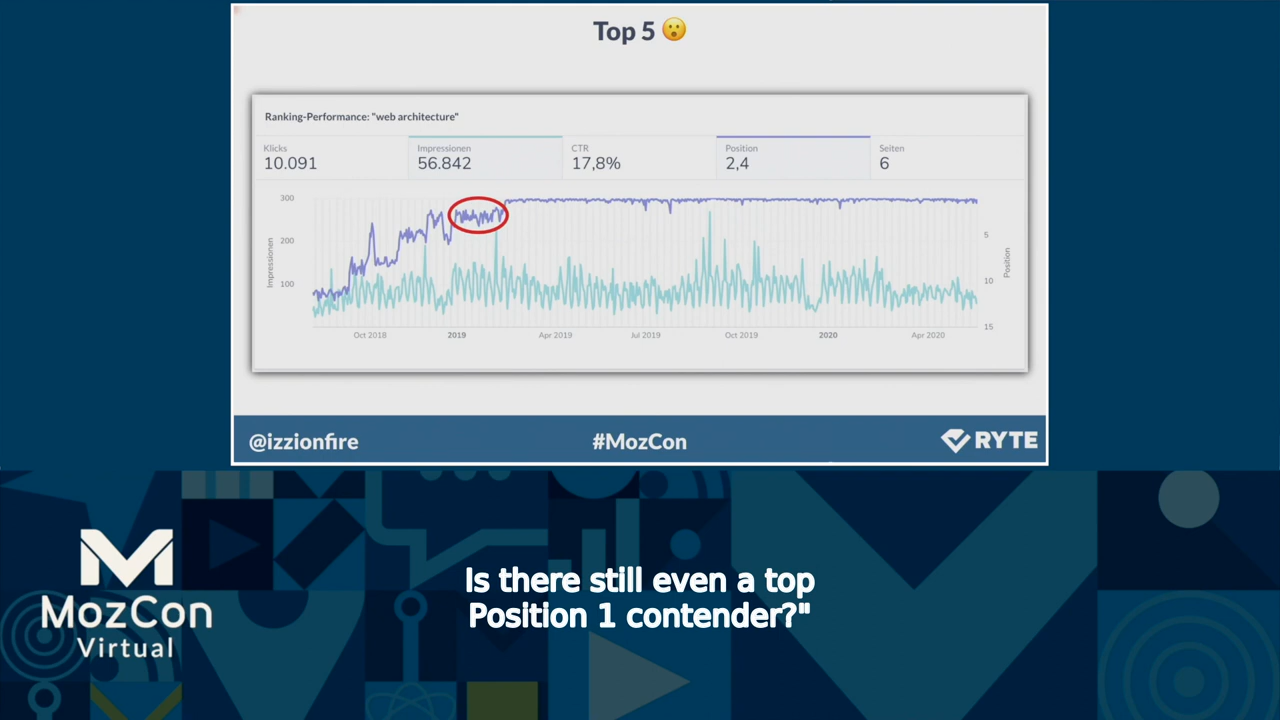 Top 5 😮
Ranking-Performance: "web architecture"
Klicks
10.091
Impressionen
56.842
CTR
17,8%
Position
2,4
Seiten
6
300
200
100
Impressionen
5
10
15
Position
Oct 2018
2019
Apr 2019
Jul 2019
Oct 2019
2020
Apr 2020
@izzionfire
#MozCon
RYTE
MozCon
Virtual
Is there still even a top
Position 1 contender?"